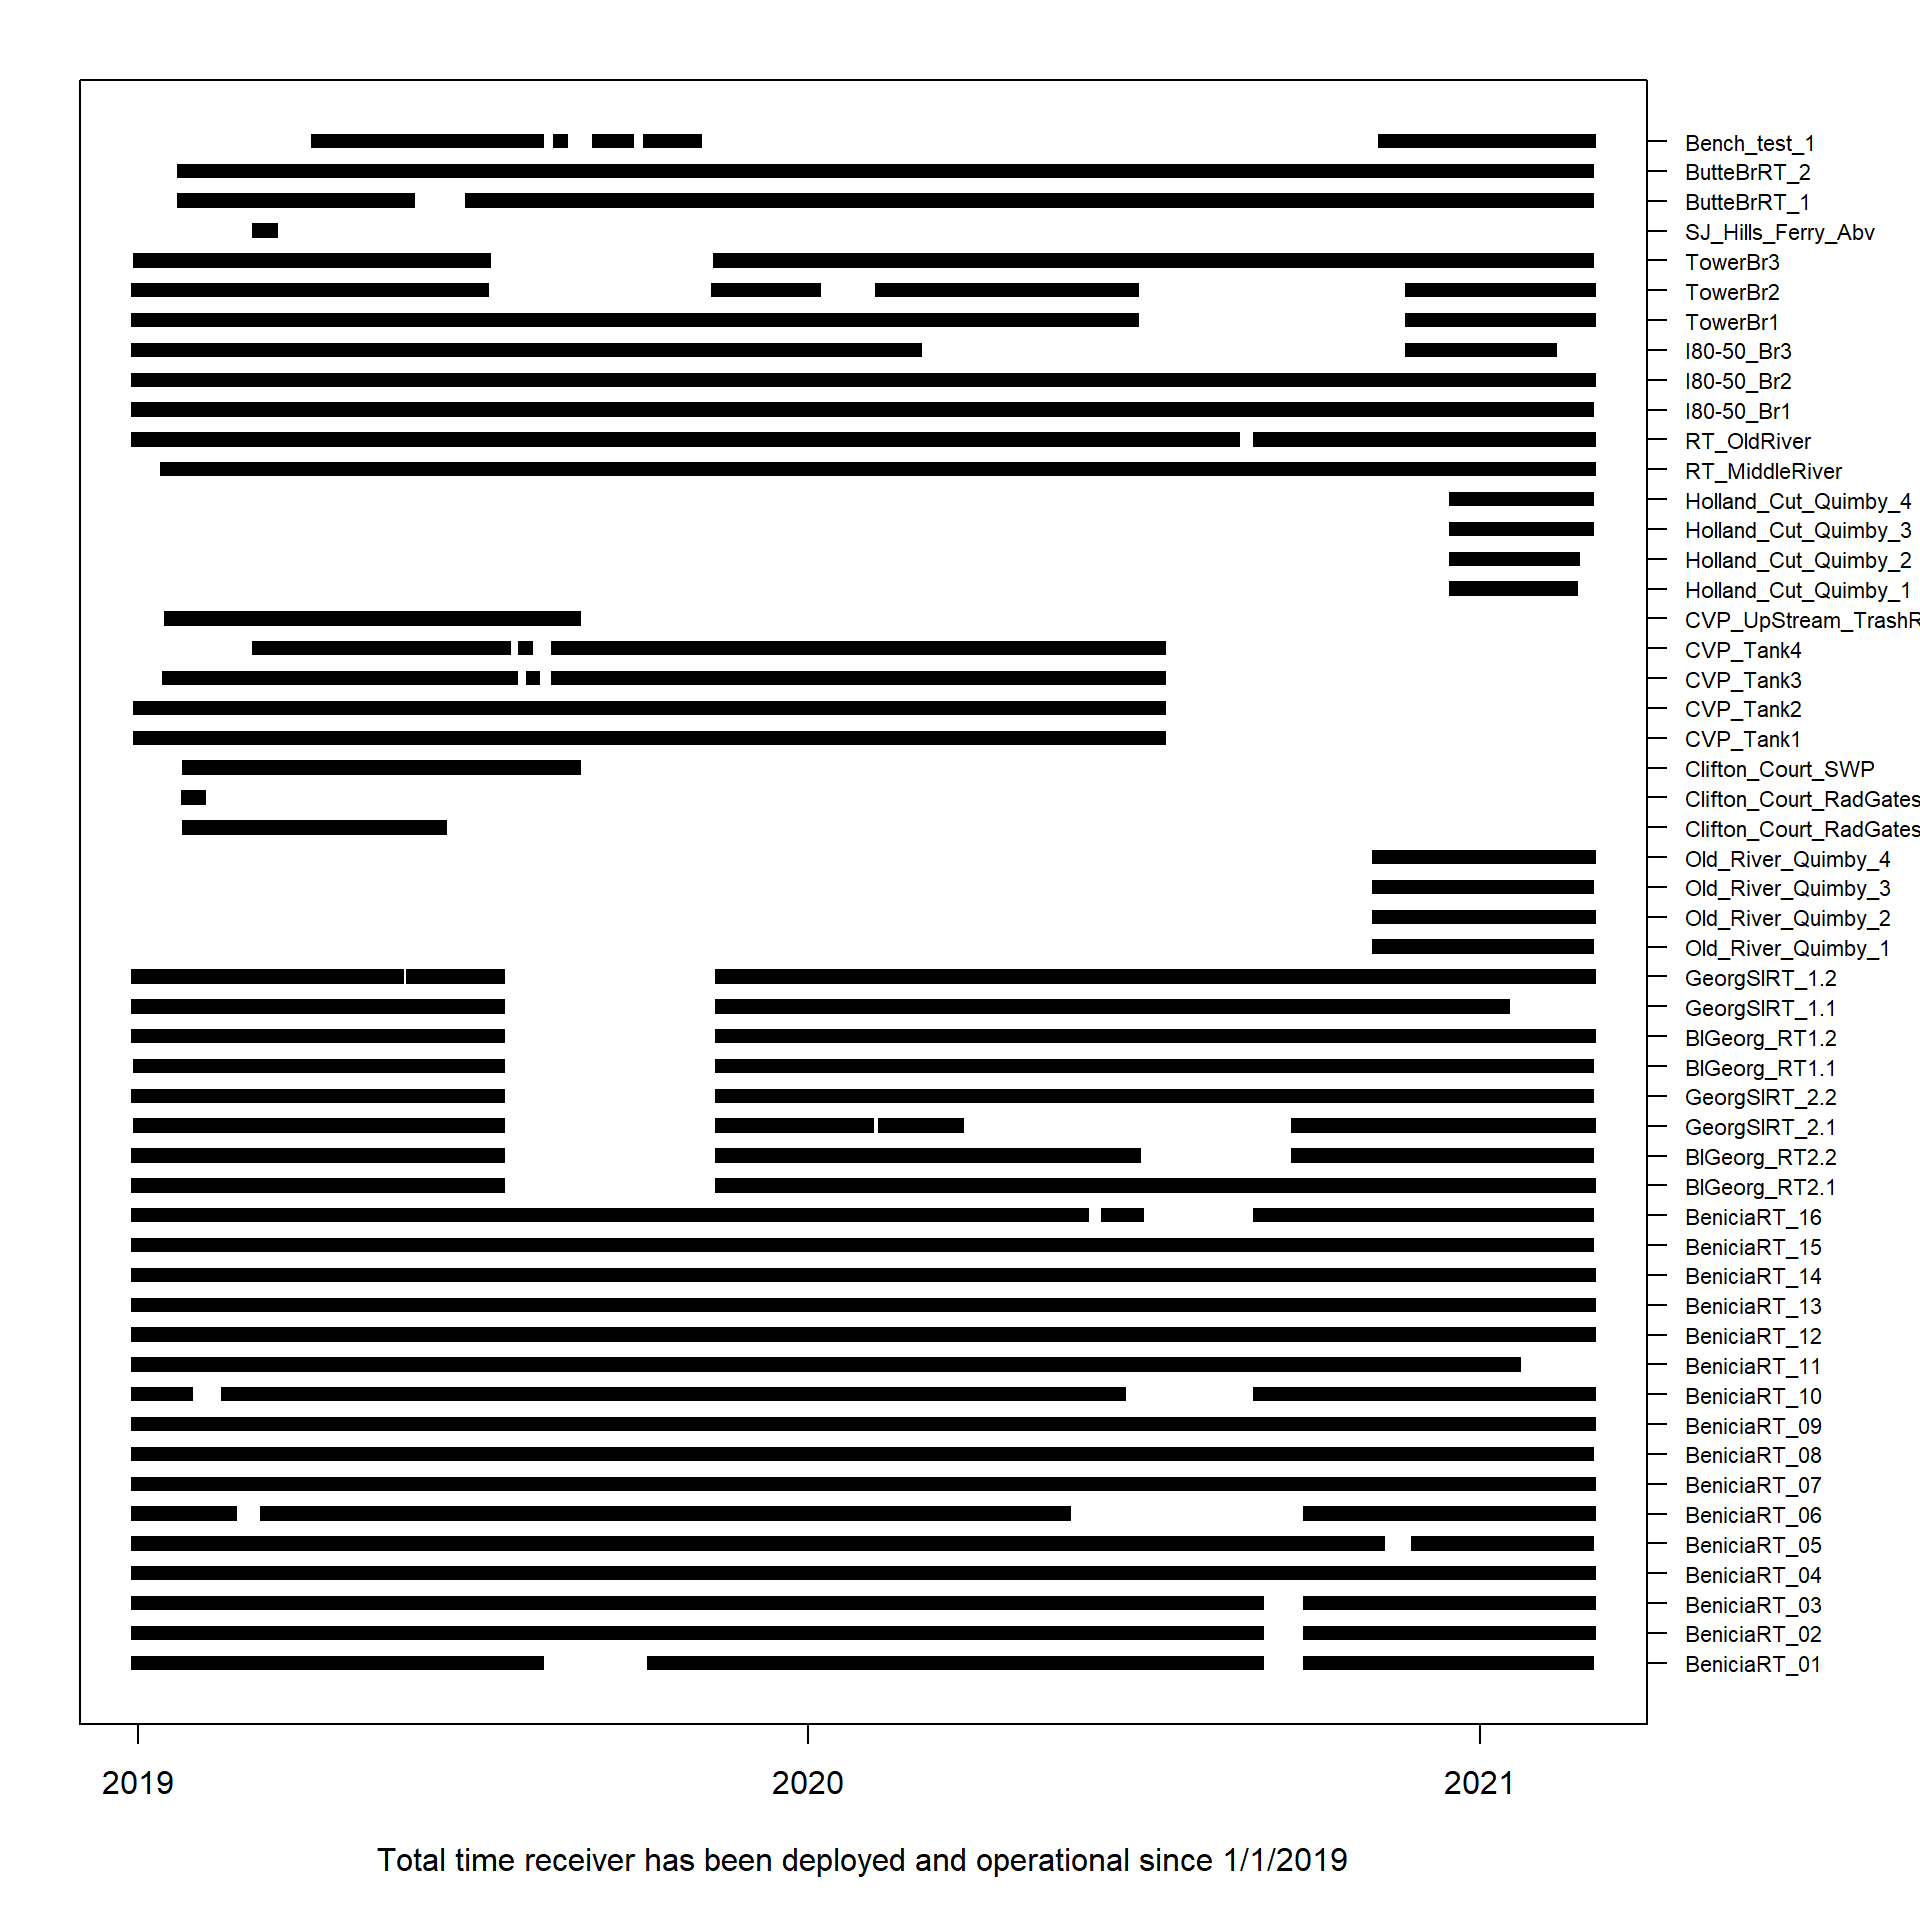 Bench_test_1
ButteBrRT_2
ButteBrRT_1
SJ_Hills_Ferry_Abv
TowerBr3
TowerBr2
TowerBr1
I80-50_Br3
I80-50_Br2
I80-50_Br1
RT_OldRiver
RT_MiddleRiver
Holland_Cut_Quimby_4
Holland_Cut_Quimby_3
Holland_Cut_Quimby_2
Holland_Cut_Quimby_1
CVP_UpStream_TrashR
CVP_Tank4
CVP_Tank3
CVP_Tank2
CVP_Tank1
Clifton_Court_SWP
Clifton_Court_RadGates
Clifton_Court_RadGates
Old_River_Quimby_4
Old_River_Quimby_3
Old_River_Quimby_2
Old_River_Quimby_1
GeorgSlRT_1.2
GeorgSlRT_1.1
BlGeorg_RT1.2
BlGeorg_RT1.1
GeorgSlRT_2.2
GeorgSlRT_2.1
BlGeorg_RT2.2
BlGeorg_RT2.1
BeniciaRT_16
BeniciaRT_15
BeniciaRT_14
BeniciaRT_13
BeniciaRT_12
BeniciaRT_11
BeniciaRT_10
BeniciaRT_09
BeniciaRT_08
BeniciaRT_07
BeniciaRT_06
BeniciaRT_05
BeniciaRT_04
BeniciaRT_03
BeniciaRT_02
BeniciaRT_01
2019 2020 2021
Total time receiver has been deployed and operational since 1/1/2019